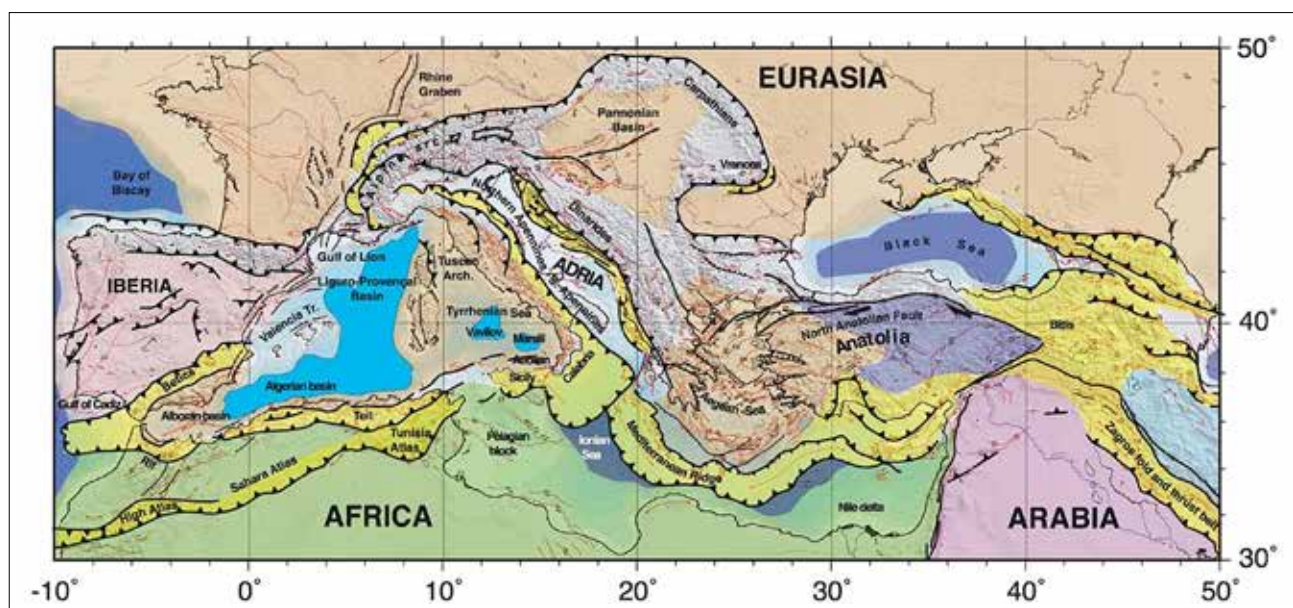 50°
EURASIA
Rhine
Graben
Carpathians
Pannonian
Basin
Vrancea
Alpine arc
Bay of
Biscay
Northern Apennines
Dinarides
Black Sea
Gulf of Lion
Tuscan
Arch.
ADRIA
IBERIA
Liguro-Provençal
Basin
Valencia Tr.
Tyrrhenian Sea
Vavilov
North Anatolian Fault
Bitlis
40°
Anatolia
Betics
Sicily
Calabria
Algerian basin
Aegean Sea
Gulf of Cadiz
Alboran basin
Tell
Tunisia
Atlas
Rif
Pelagian
block
Ionian
Sea
Mediterranean Ridge
Zagros fold and thrust belt
Sahara Atlas
High Atlas
AFRICA
Nile delta
ARABIA
30°
-10°
0°
10°
20°
30°
40°
50°